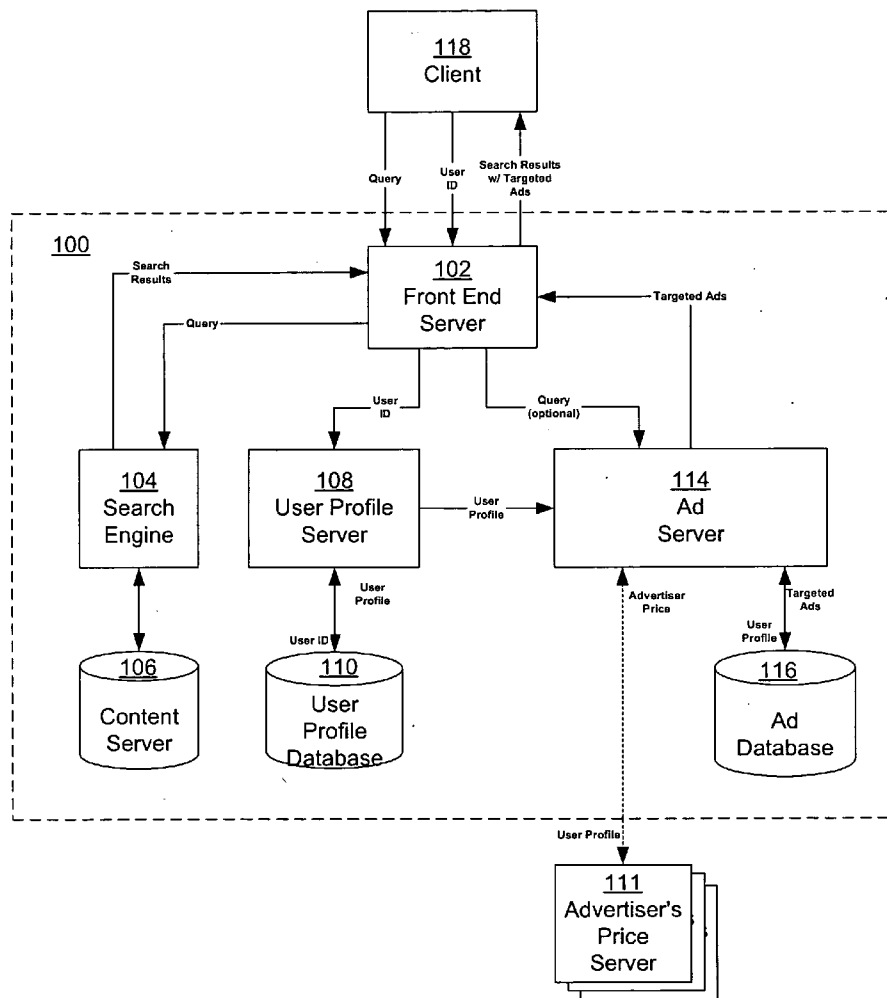 118
Client
Query
User
ID
Search Results
w/ Targeted
Ads
100
102
Front End
Server
Search
Results
Targeted Ads
Query
User
ID
Query
(optional)
104
Search
Engine
108
User Profile
Server
User
Profile
114
Ad
Server
User
Profile
Advertiser
Price
Targeted
Ads
User ID
User
Profile
106
Content
Server
110
User
Profile
Database
116
Ad
Database
User Profile
111
Advertiser's
Price
Server